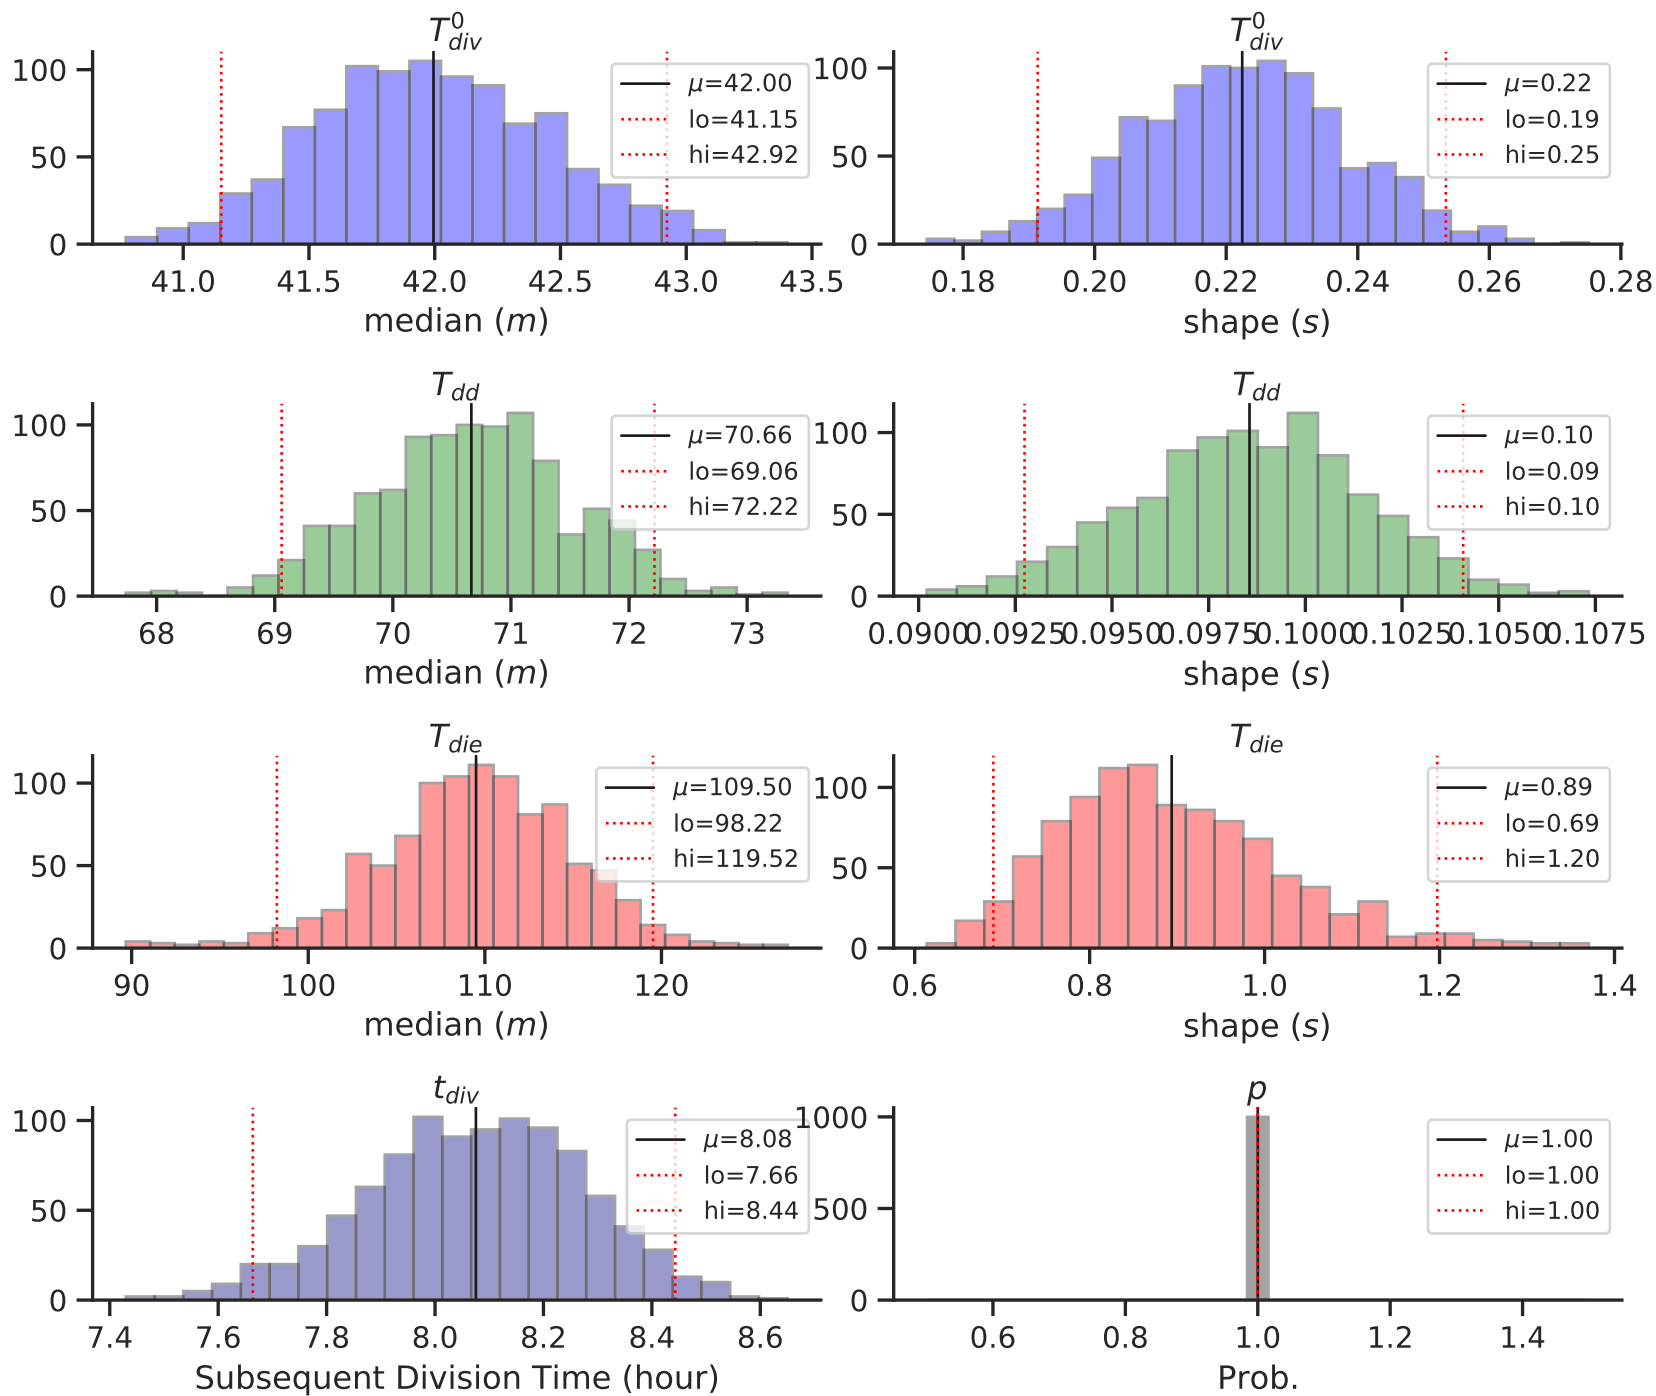 T⁰div
100
50
0
μ=42.00
lo=41.15
hi=42.92
41.0 41.5 42.0 42.5 43.0 43.5
median (m)
T⁰div
100
50
0
μ=0.22
lo=0.19
hi=0.25
0.18 0.20 0.22 0.24 0.26 0.28
shape (s)
Tdd
100
50
0
μ=70.66
lo=69.06
hi=72.22
68 69 70 71 72 73
median (m)
Tdd
100
50
0
μ=0.10
lo=0.09
hi=0.10
0.0900 0.0925 0.0950 0.0975 0.1000 0.1025 0.1050 0.1075
shape (s)
Tdie
100
50
0
μ=109.50
lo=98.22
hi=119.52
90 100 110 120
median (m)
Tdie
100
50
0
μ=0.89
lo=0.69
hi=1.20
0.6 0.8 1.0 1.2 1.4
shape (s)
tdiv
100
50
0
μ=8.08
lo=7.66
hi=8.44
7.4 7.6 7.8 8.0 8.2 8.4 8.6
Subsequent Division Time (hour)
p
1000
500
0
μ=1.00
lo=1.00
hi=1.00
0.6 0.8 1.0 1.2 1.4
Prob.